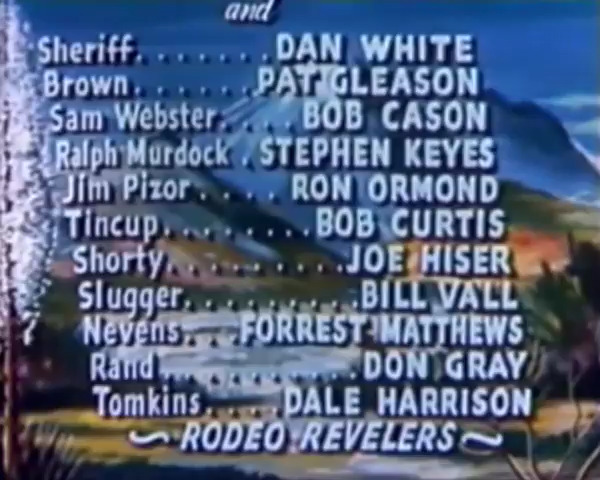 and
Sheriff.......DAN WHITE
Brown......PAT GLEASON
Sam Webster.....BOB CASON
Ralph Murdock.STEPHEN KEYES
Jim Pizor....RON ORMOND
Tincup........BOB CURTIS
Shorty.........JOE HISER
Slugger.........BILL VALL
Nevens...FORREST MATTHEWS
Rand...........DON GRAY
Tomkins....DALE HARRISON
~RODEO REVELERS~